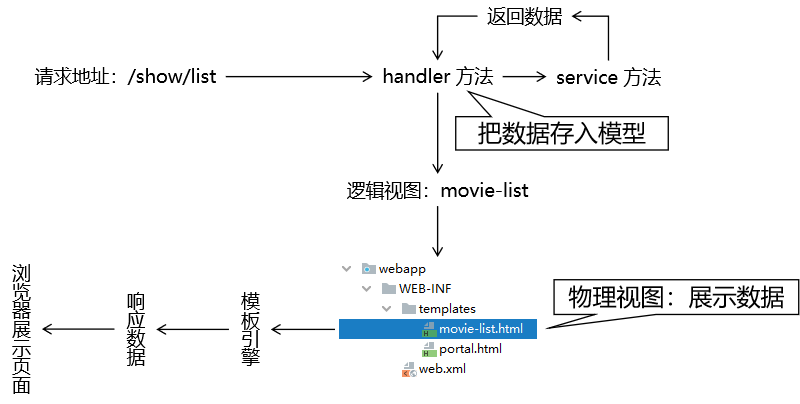 返回数据
请求地址：/show/list
handler 方法
service 方法
把数据存入模型
逻辑视图：movie-list
webapp
WEB-INF
templates
movie-list.html
portal.html
web.xml
物理视图：展示数据
模板引擎
响应数据
浏览器展示页面